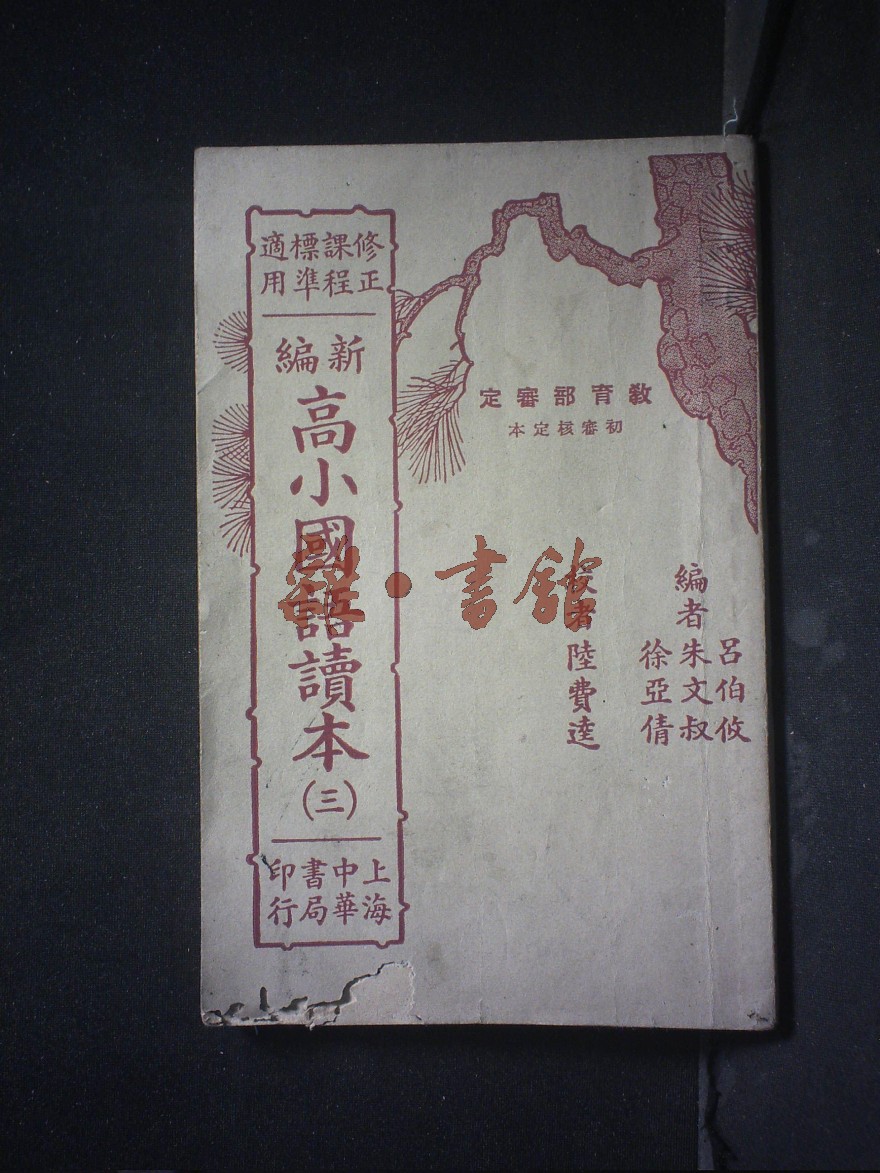 教育部審定
初審核定本
呂伯攸
編者朱文叔
徐亞倩
者陸費逵
修正課程標準適用
新編
高小國語讀本
(三)
上海中華書局印行
書館